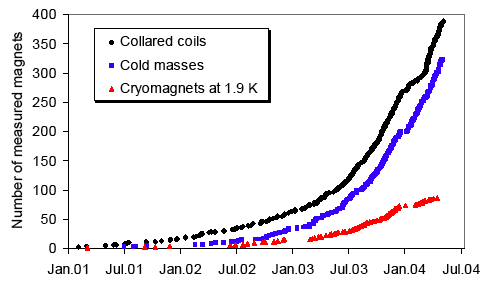 Number of measured magnets
400
350
300
250
200
150
100
50
0
Collared coils
Cold masses
Cryomagnets at 1.9 K
Jan.01 Jul.01 Jan.02 Jul.02 Jan.03 Jul.03 Jan.04 Jul.04